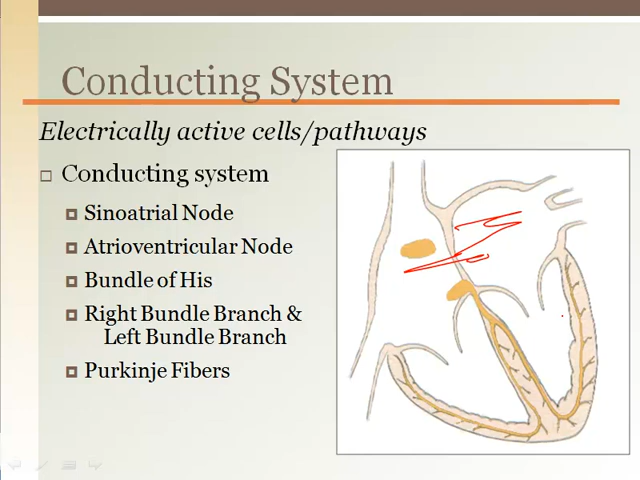 Conducting System
Electrically active cells/pathways
Conducting system
Sinoatrial Node
Atrioventricular Node
Bundle of His
Right Bundle Branch &
Left Bundle Branch
Purkinje Fibers